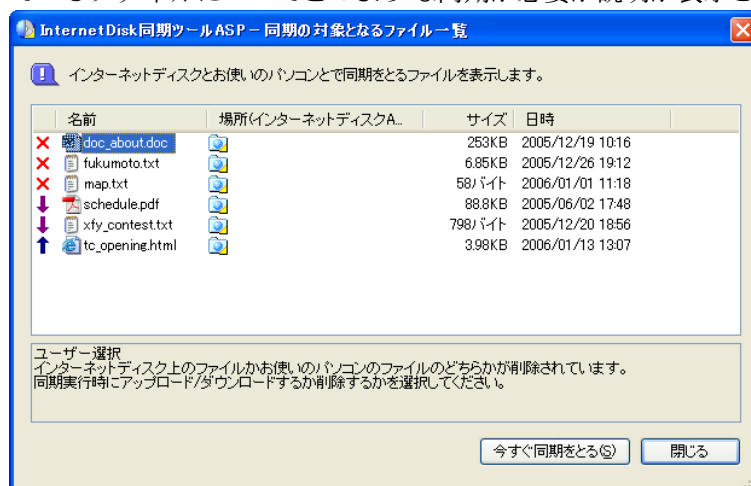 InternetDisk同期ツールASP − 同期の対象となるファイル一覧
インターネットディスクとお使いのパソコンとで同期をとるファイルを表示します。
名前 場所(インターネットディスクA... サイズ 日時
doc_about.doc 253KB 2005/12/19 10:16
fukumoto.txt 6.85KB 2005/12/26 19:12
map.txt 58バイト 2006/01/01 11:18
schedule.pdf 88.8KB 2005/06/02 17:48
xfy_contest.txt 798バイト 2005/12/20 18:56
tc_opening.html 3.98KB 2006/01/13 13:07
ユーザー選択
インターネットディスク上のファイルかお使いのパソコンのファイルのどちらかが削除されています。
同期実行時にアップロード/ダウンロードするか削除するかを選択してください。
今すぐ同期をとる(S) 閉じる